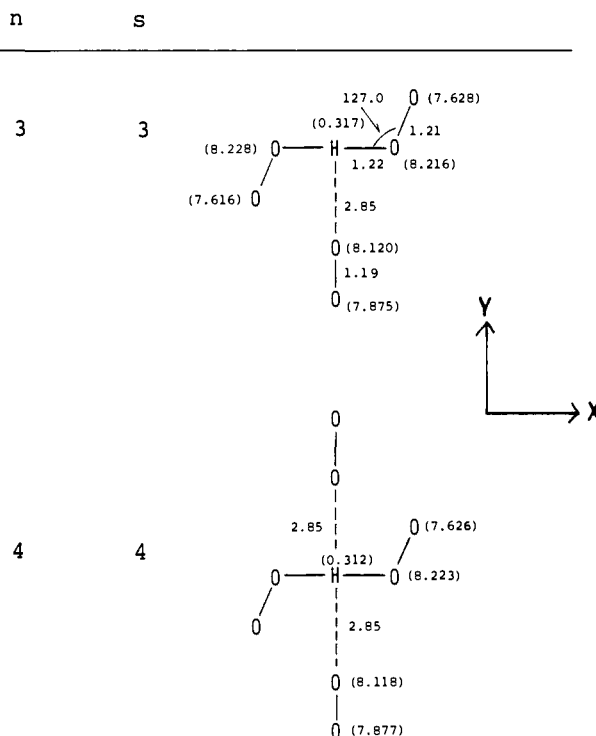 n s
127.0 O (7.628)
3 3 (0.317) 1.21
(8.228) O H O
1.22 (8.216)
(7.616) O
2.85
O (8.120)
1.19
O (7.875)
Y
X
O
O
2.85 O (7.626)
4 4 (0.312)
O H O (8.223)
O
2.85
O (8.118)
O (7.877)